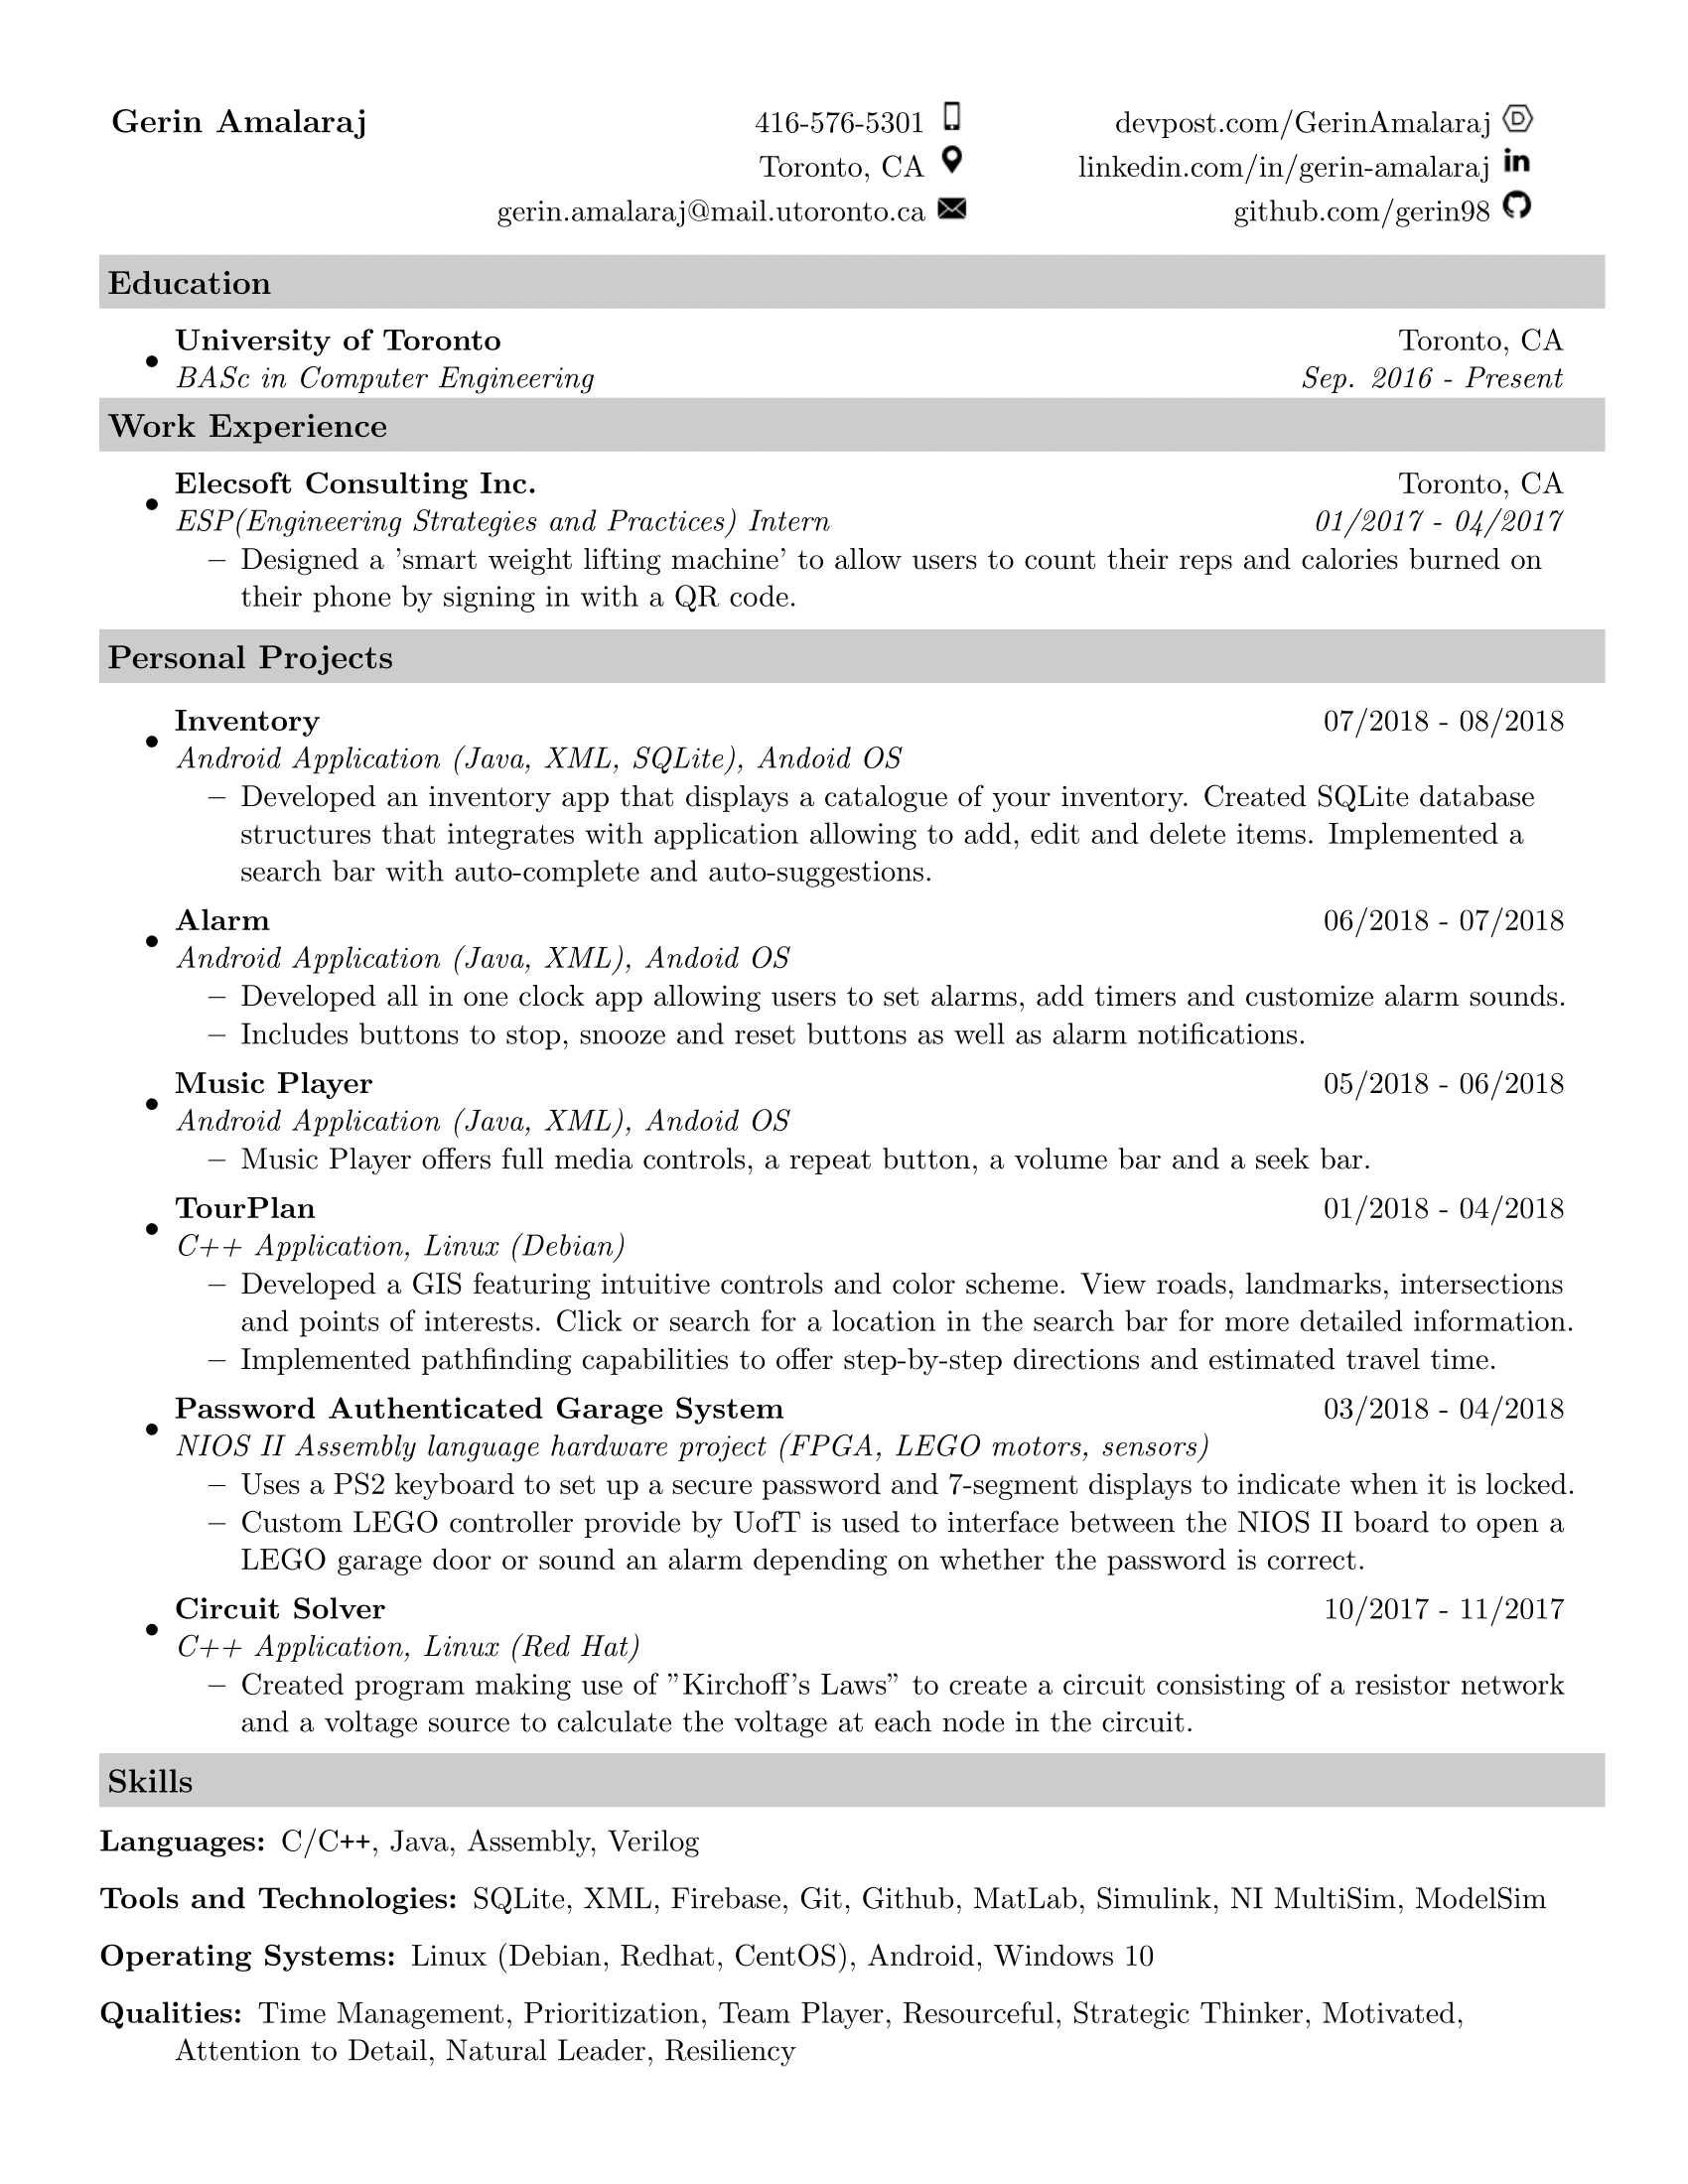 Gerin Amalaraj
416-576-5301
Toronto, CA
gerin.amalaraj@mail.utoronto.ca
devpost.com/GerinAmalaraj
linkedin.com/in/gerin-amalaraj
github.com/gerin98
Education
• University of Toronto Toronto, CA
BASc in Computer Engineering Sep. 2016 - Present
Work Experience
• Elecsoft Consulting Inc. Toronto, CA
ESP(Engineering Strategies and Practices) Intern 01/2017 - 04/2017
– Designed a ’smart weight lifting machine’ to allow users to count their reps and calories burned on
their phone by signing in with a QR code.
Personal Projects
• Inventory 07/2018 - 08/2018
Android Application (Java, XML, SQLite), Andoid OS
– Developed an inventory app that displays a catalogue of your inventory. Created SQLite database
structures that integrates with application allowing to add, edit and delete items. Implemented a
search bar with auto-complete and auto-suggestions.
• Alarm 06/2018 - 07/2018
Android Application (Java, XML), Andoid OS
– Developed all in one clock app allowing users to set alarms, add timers and customize alarm sounds.
– Includes buttons to stop, snooze and reset buttons as well as alarm notifications.
• Music Player 05/2018 - 06/2018
Android Application (Java, XML), Andoid OS
– Music Player offers full media controls, a repeat button, a volume bar and a seek bar.
• TourPlan 01/2018 - 04/2018
C++ Application, Linux (Debian)
– Developed a GIS featuring intuitive controls and color scheme. View roads, landmarks, intersections
and points of interests. Click or search for a location in the search bar for more detailed information.
– Implemented pathfinding capabilities to offer step-by-step directions and estimated travel time.
• Password Authenticated Garage System 03/2018 - 04/2018
NIOS II Assembly language hardware project (FPGA, LEGO motors, sensors)
– Uses a PS2 keyboard to set up a secure password and 7-segment displays to indicate when it is locked.
– Custom LEGO controller provide by UofT is used to interface between the NIOS II board to open a
LEGO garage door or sound an alarm depending on whether the password is correct.
• Circuit Solver 10/2017 - 11/2017
C++ Application, Linux (Red Hat)
– Created program making use of ”Kirchoff’s Laws” to create a circuit consisting of a resistor network
and a voltage source to calculate the voltage at each node in the circuit.
Skills
Languages: C/C++, Java, Assembly, Verilog
Tools and Technologies: SQLite, XML, Firebase, Git, Github, MatLab, Simulink, NI MultiSim, ModelSim
Operating Systems: Linux (Debian, Redhat, CentOS), Android, Windows 10
Qualities: Time Management, Prioritization, Team Player, Resourceful, Strategic Thinker, Motivated,
Attention to Detail, Natural Leader, Resiliency